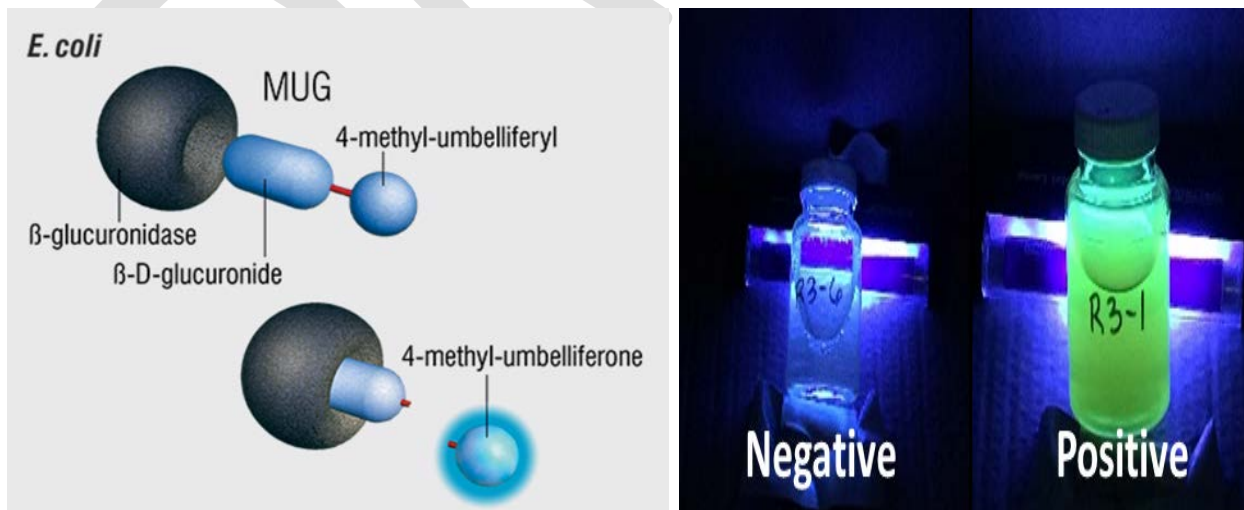 E. coli
MUG
4-methyl-umbelliferyl
ß-glucuronidase
ß-D-glucuronide
4-methyl-umbelliferone
R3-6
Negative
R3-1
Positive